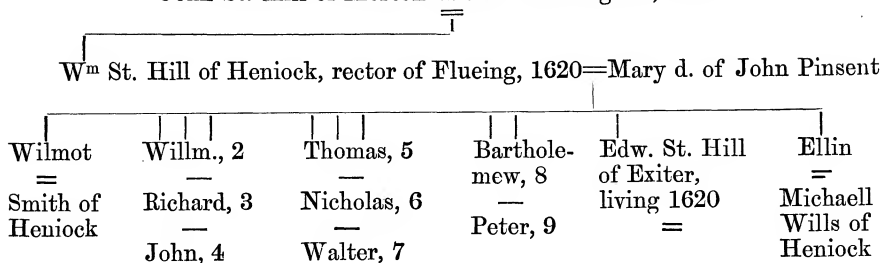 Wm St. Hill of Heniock, rector of Flueing, 1620=Mary d. of John Pinsent
Wilmot
=
Smith of
Heniock
Willm., 2
—
Richard, 3
—
John, 4
Thomas, 5
—
Nicholas, 6
—
Walter, 7
Barthole-
mew, 8
—
Peter, 9
Edw. St. Hill
of Exiter,
living 1620
=
Ellin
=
Michaell
Wills of
Heniock